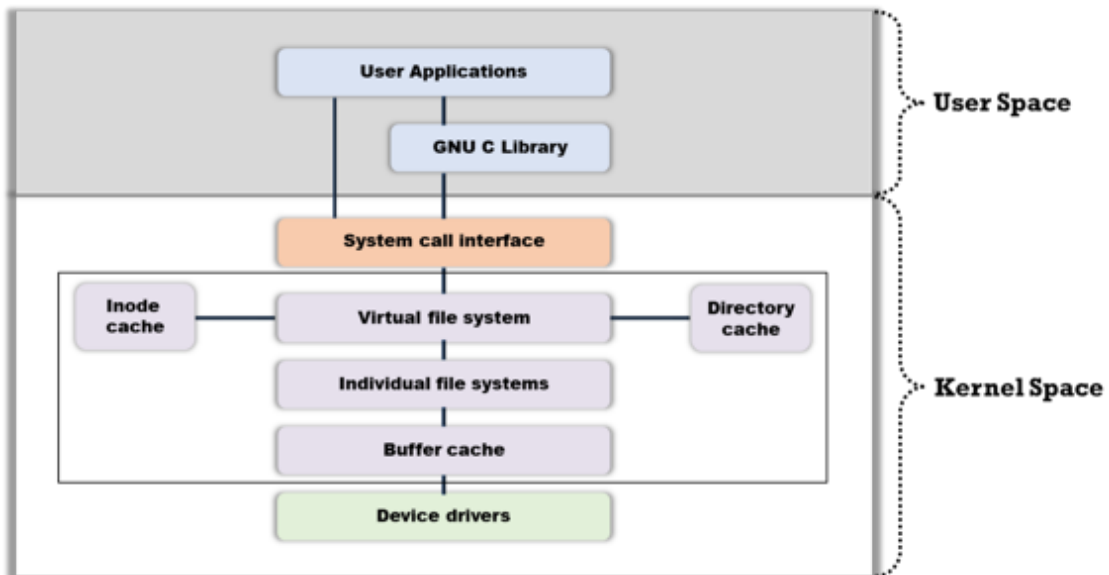 User Applications
User Space
GNU C Library
System call interface
Inode
cache
Virtual file system
Directory
cache
Individual file systems
Kernel Space
Buffer cache
Device drivers